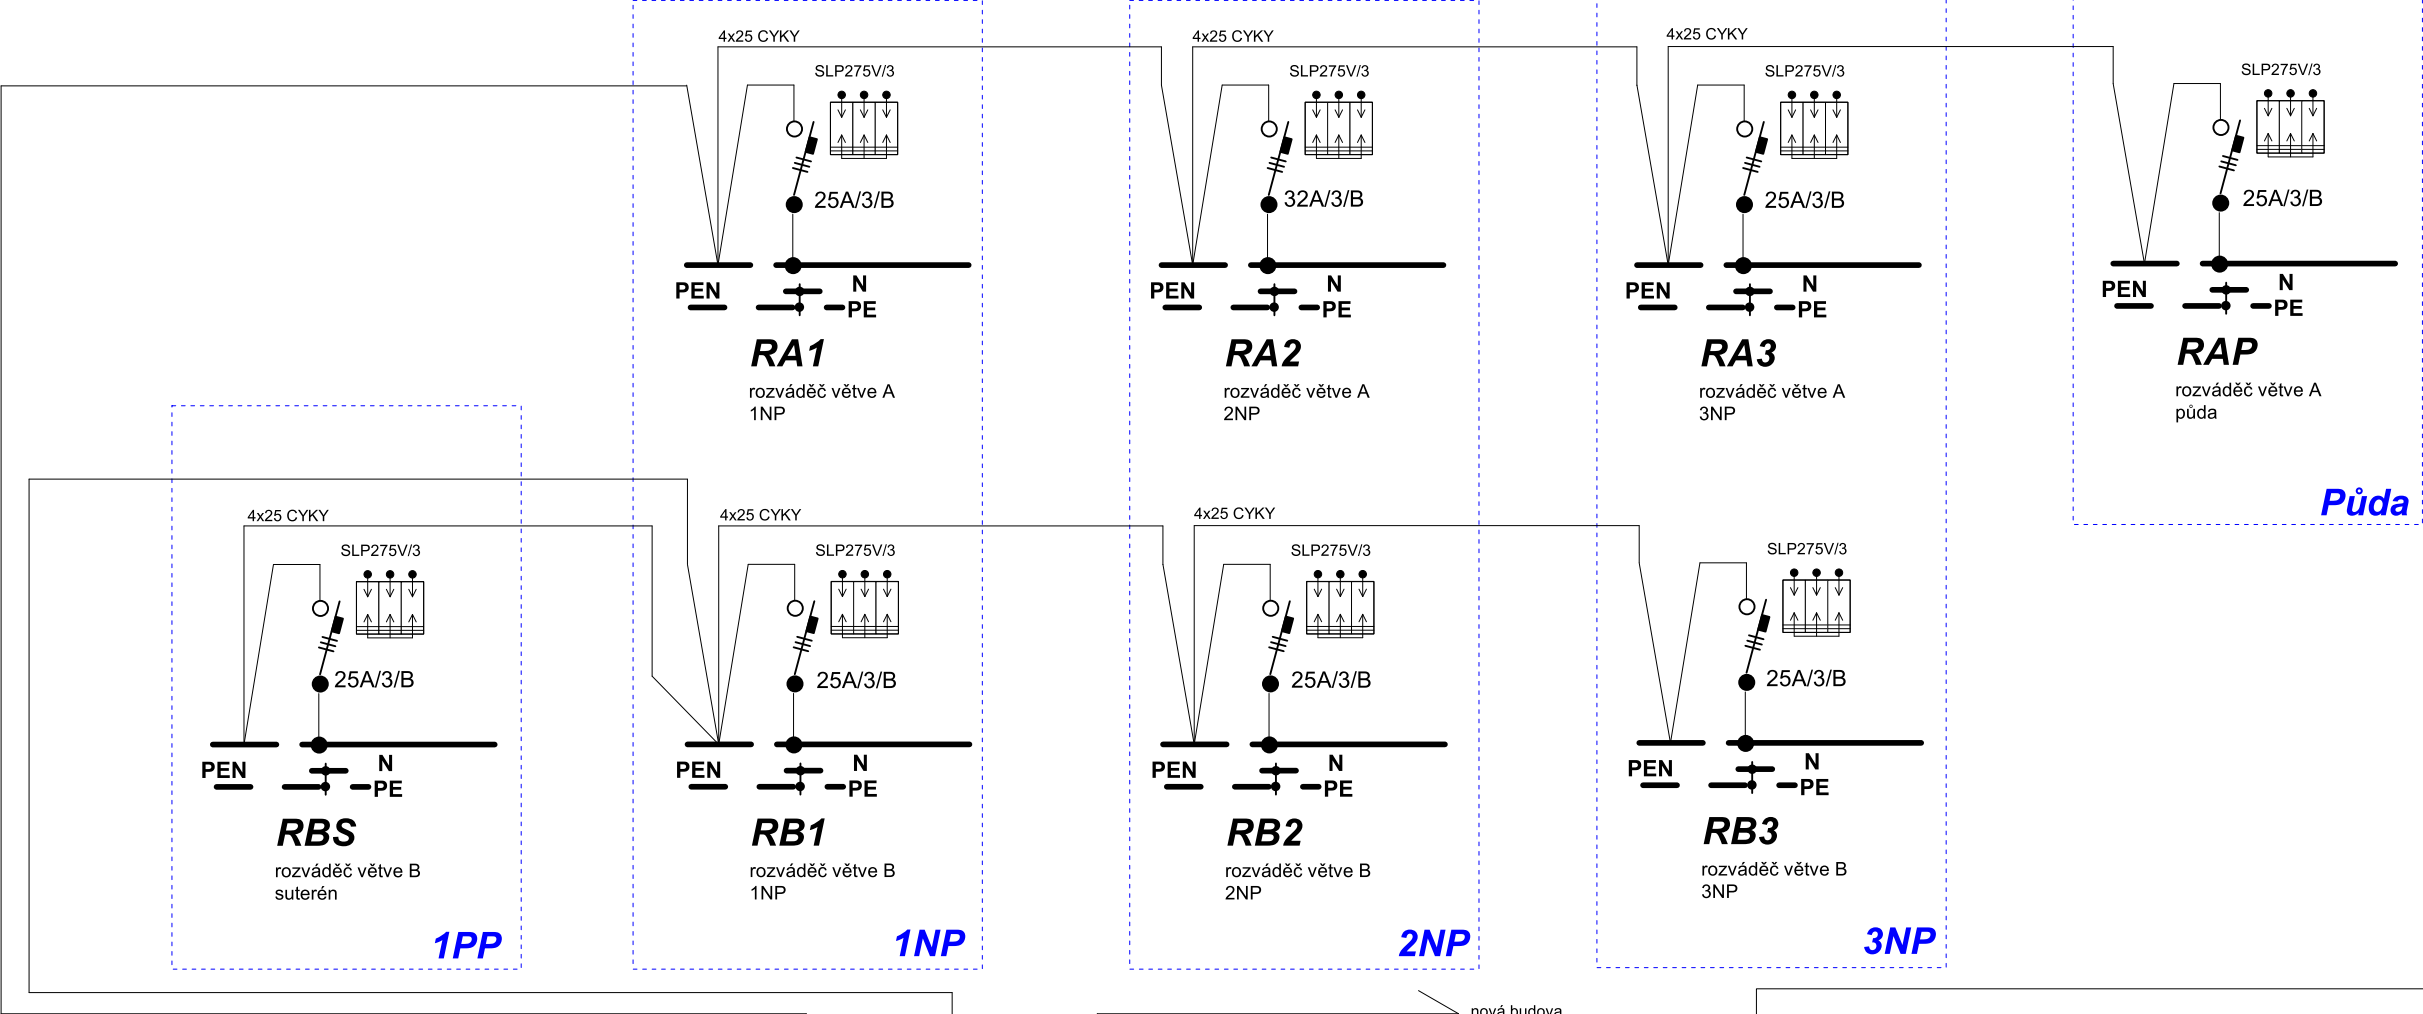 4x25 CYKY
SLP275V/3
25A/3/B
PEN
N
PE
RA1
rozváděč větve A
1NP
4x25 CYKY
SLP275V/3
32A/3/B
PEN
N
PE
RA2
rozváděč větve A
2NP
4x25 CYKY
SLP275V/3
25A/3/B
PEN
N
PE
RA3
rozváděč větve A
3NP
SLP275V/3
25A/3/B
PEN
N
PE
RAP
rozváděč větve A
půda
Půda
4x25 CYKY
SLP275V/3
25A/3/B
PEN
N
PE
RBS
rozváděč větve B
suterén
1PP
4x25 CYKY
SLP275V/3
25A/3/B
PEN
N
PE
RB1
rozváděč větve B
1NP
1NP
4x25 CYKY
SLP275V/3
25A/3/B
PEN
N
PE
RB2
rozváděč větve B
2NP
2NP
SLP275V/3
25A/3/B
PEN
N
PE
RB3
rozváděč větve B
3NP
3NP
nová budova